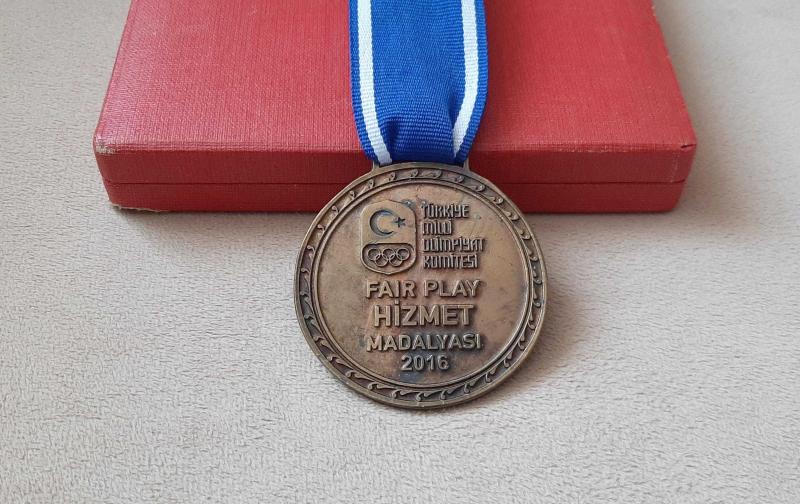 TÜRKİYE
MİLLİ
OLİMPİYAT
KOMİTESİ
FAIR PLAY
HİZMET
MADALYASI
2016